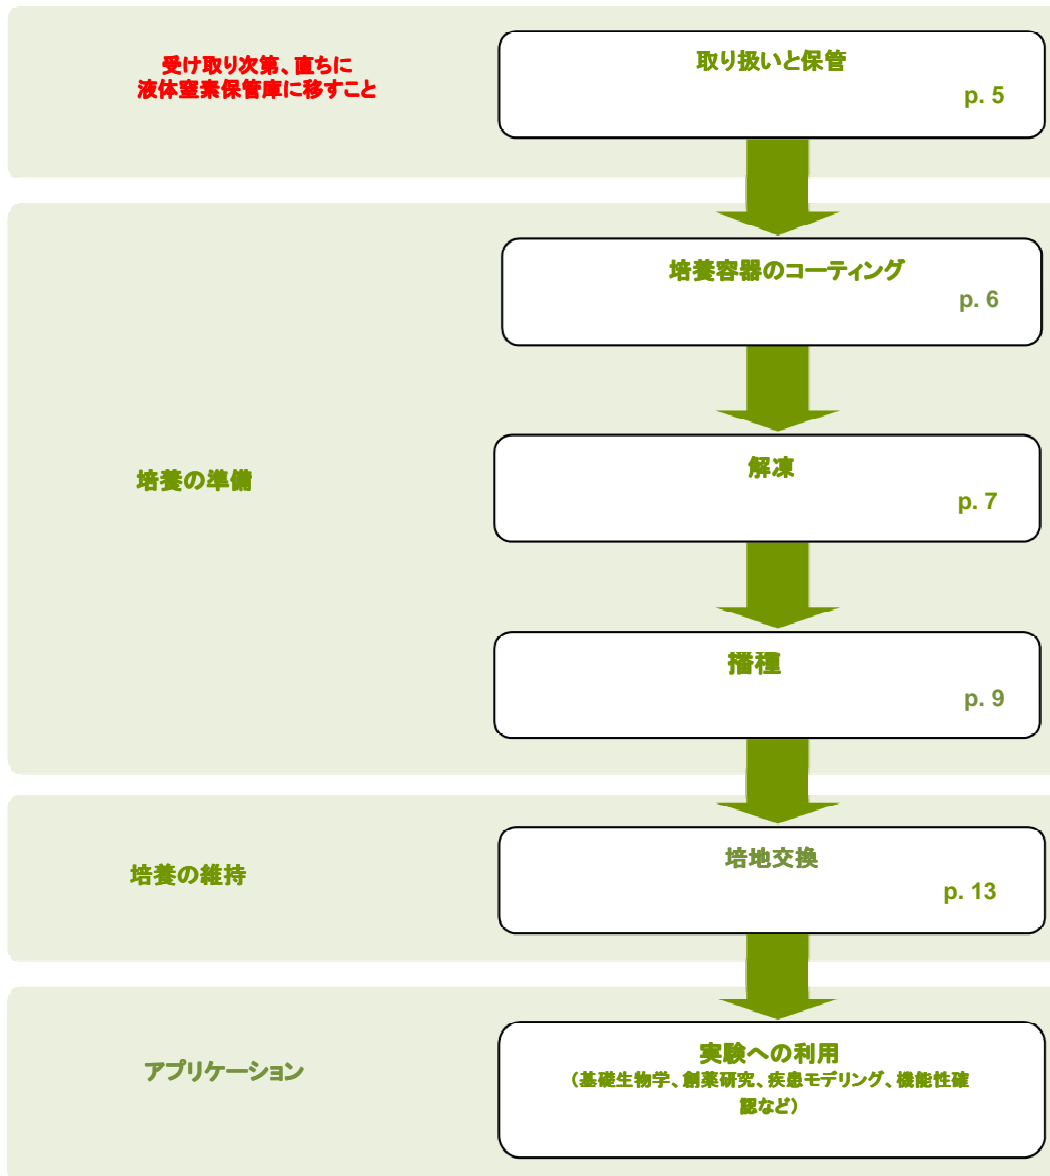 受け取り次第、直ちに
液体窒素保管庫に移すこと
取り扱いと保管
p. 5
培養容器のコーティング
p. 6
培養の準備
解凍
p. 7
播種
p. 9
培養の維持
培地交換
p. 13
アプリケーション
実験への利用
（基礎生物学、創薬研究、疾患モデリング、機能性確
認など）